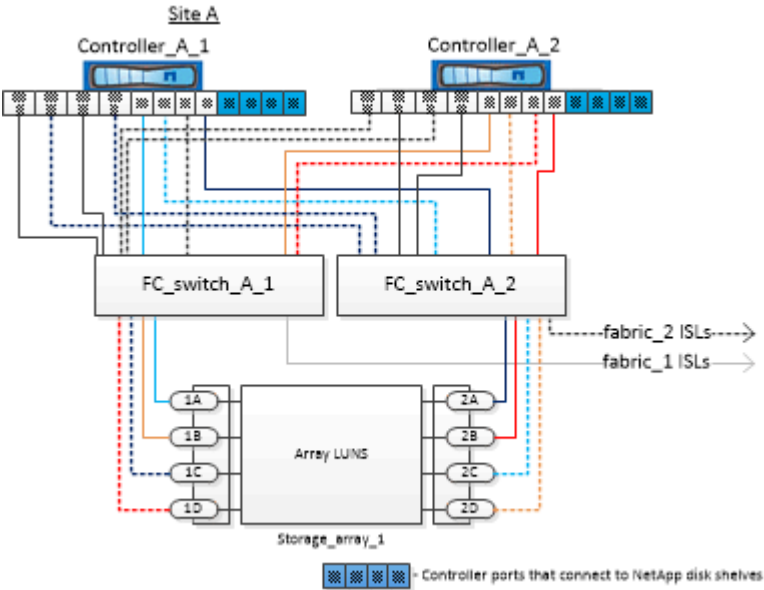 Site A
Controller_A_1
Controller_A_2
FC_switch_A_1
FC_switch_A_2
fabric_2 ISLs
fabric_1 ISLs
1A
2A
1B
2B
Array LUNS
1C
2C
1D
2D
Storage_array_1
- Controller ports that connect to NetApp disk shelves